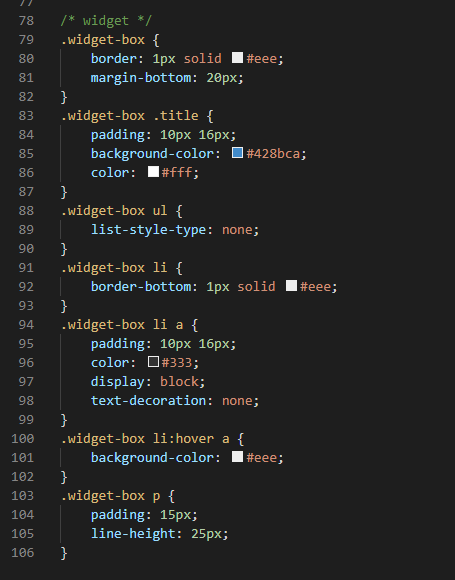 77
78 /* widget */
79 .widget-box {
80 border: 1px solid #eee;
81 margin-bottom: 20px;
82 }
83 .widget-box .title {
84 padding: 10px 16px;
85 background-color: #428bca;
86 color: #fff;
87 }
88 .widget-box ul {
89 list-style-type: none;
90 }
91 .widget-box li {
92 border-bottom: 1px solid #eee;
93 }
94 .widget-box li a {
95 padding: 10px 16px;
96 color: #333;
97 display: block;
98 text-decoration: none;
99 }
100 .widget-box li:hover a {
101 background-color: #eee;
102 }
103 .widget-box p {
104 padding: 15px;
105 line-height: 25px;
106 }